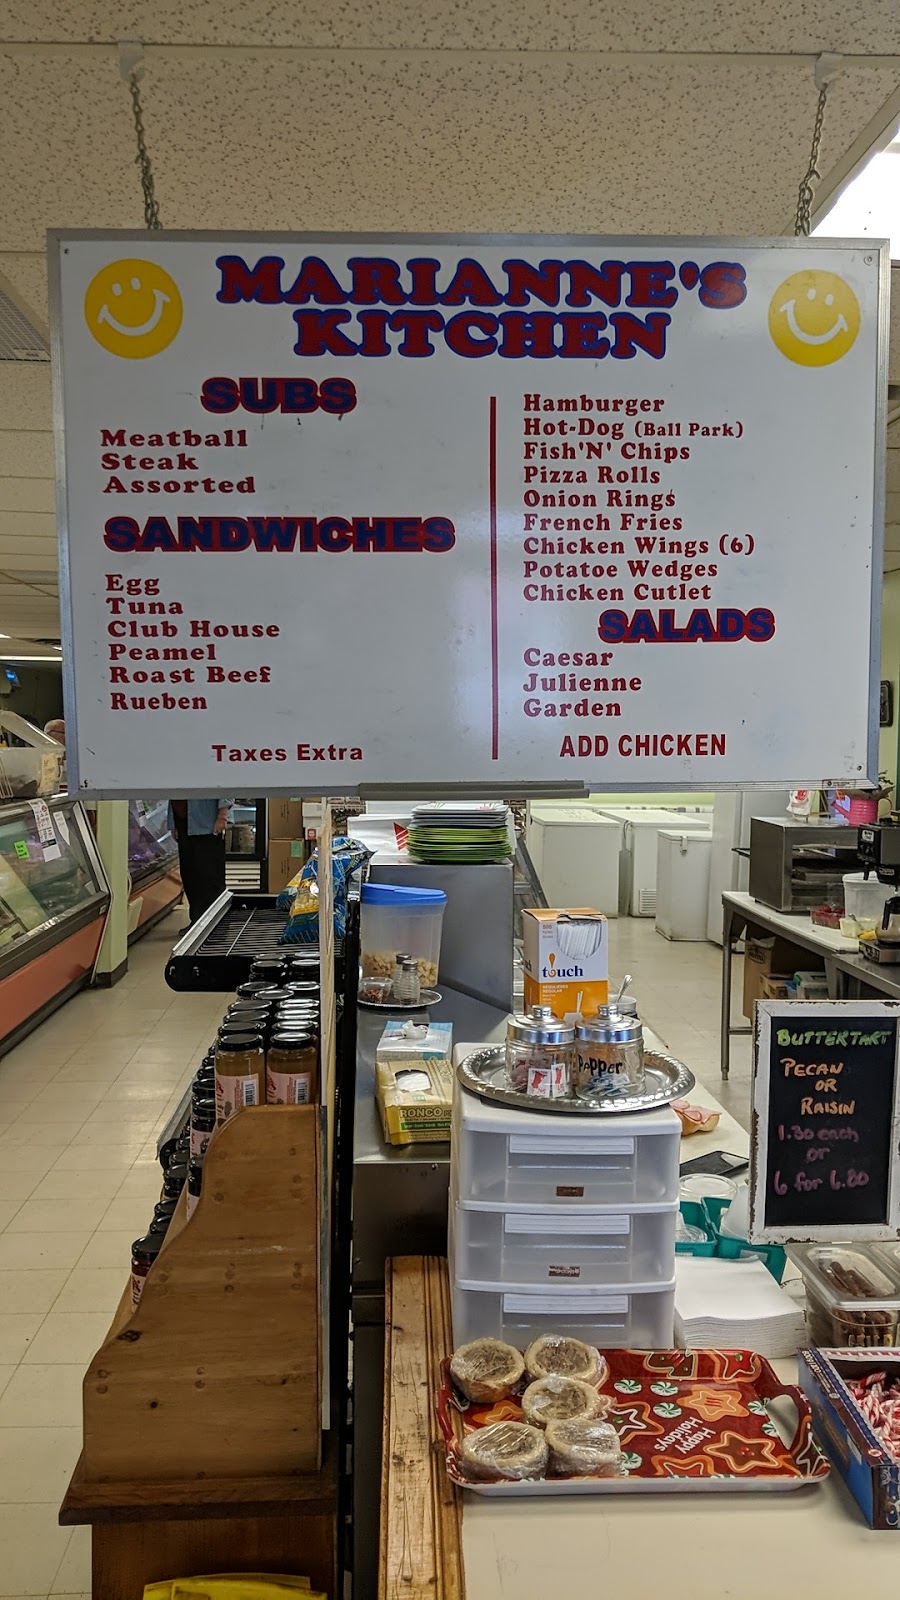 MARIANNE'S
KITCHEN
SUBS
Meatball
Steak
Assorted
SANDWICHES
Egg
Tuna
Club House
Peamel
Roast Beef
Rueben
Taxes Extra
Hamburger
Hot-Dog (Ball Park)
Fish'N' Chips
Pizza Rolls
Onion Rings
French Fries
Chicken Wings (6)
Potatoe Wedges
Chicken Cutlet
SALADS
Caesar
Julienne
Garden
ADD CHICKEN
touch
RONCO
Pepper
BUTTERTART
PECAN
OR
RAISIN
1.30 each
or
6 for 6.80
Happy
Holidays